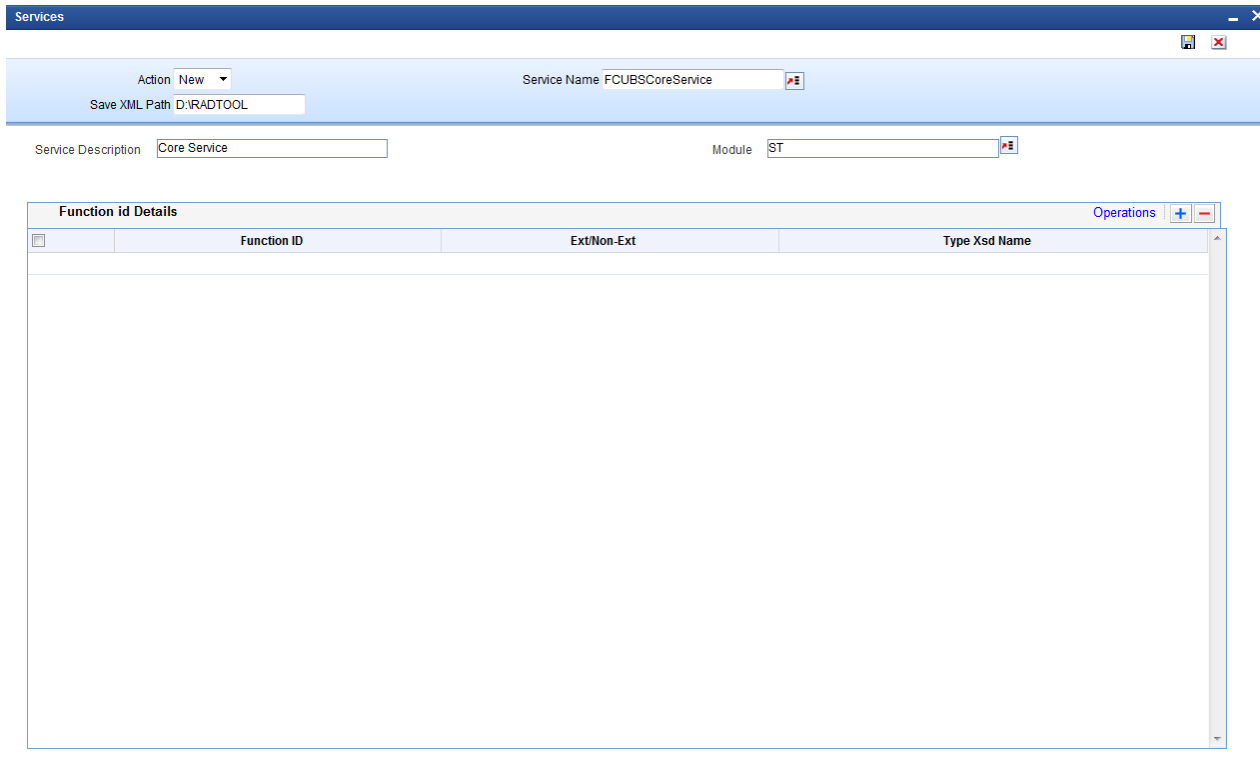 Services
Action New Service Name FCUBSCoreService
Save XML Path D:\RADTOOL
Service Description Core Service Module ST
Function id Details Operations
Function ID Ext/Non-Ext Type Xsd Name